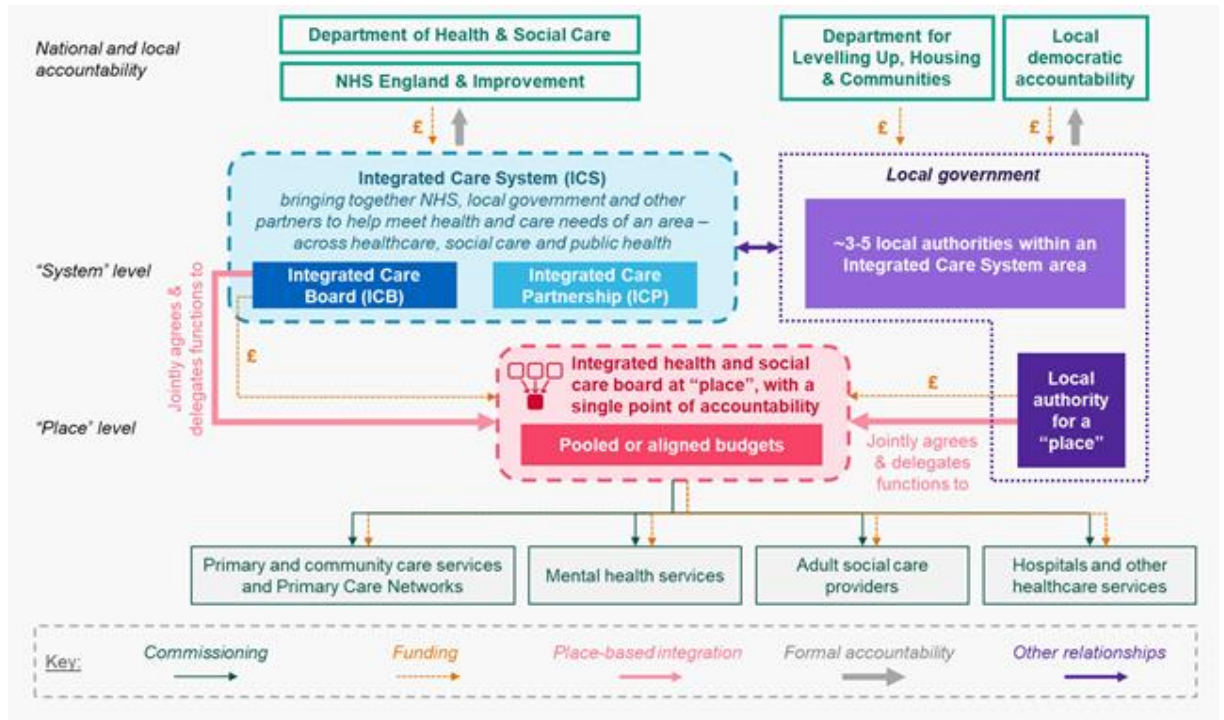 National and local
accountability
Department of Health & Social Care
NHS England & Improvement
Department for
Levelling Up, Housing
& Communities
Local
democratic
accountability
£
£
£
"System" level
Integrated Care System (ICS)
bringing together NHS, local government and other
partners to help meet health and care needs of an area –
across healthcare, social care and public health
Integrated Care
Board (ICB)
Integrated Care
Partnership (ICP)
Local government
~3-5 local authorities within an
Integrated Care System area
Jointly agrees &
delegates functions to
£
"Place" level
Integrated health and social
care board at "place", with a
single point of accountability
Pooled or aligned budgets
£
Jointly agrees
& delegates
functions to
Local
authority
for a
"place"
Primary and community care services
and Primary Care Networks
Mental health services
Adult social care
providers
Hospitals and other
healthcare services
Key:
Commissioning
Funding
Place-based integration
Formal accountability
Other relationships